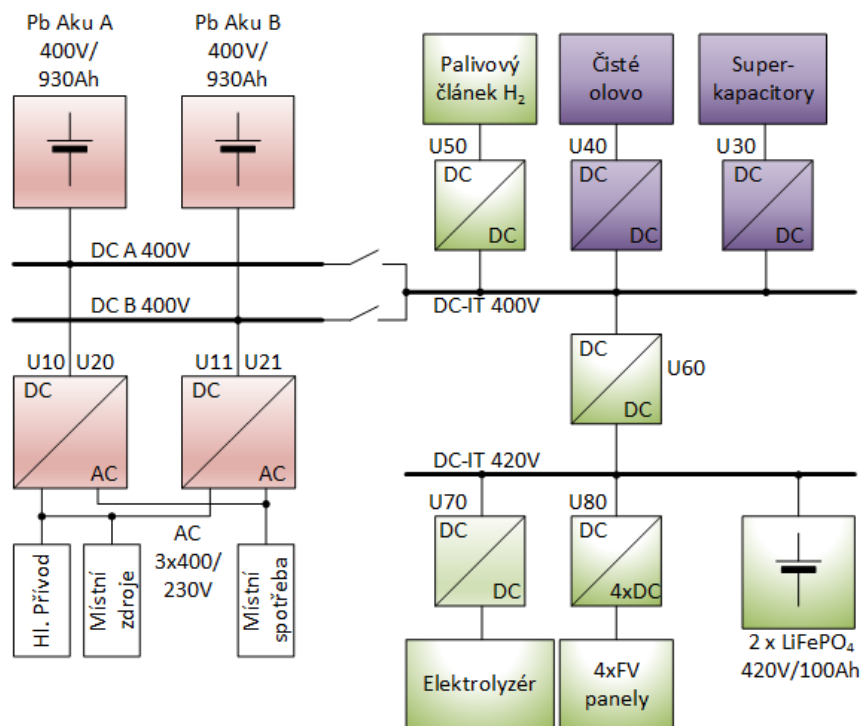 Pb Aku A
400V/
930Ah
Pb Aku B
400V/
930Ah
Palivový
článek H₂
Čisté
olovo
Super-
kapacitory
U50
DC
DC
U40
DC
DC
U30
DC
DC
DC A 400V
DC B 400V
DC-IT 400V
U10 U20
DC
AC
U11 U21
DC
AC
DC
DC
U60
DC-IT 420V
U70
DC
DC
U80
DC
4xDC
Hl. Přívod
Místní
zdroje
AC
3x400/
230V
Místní
spotřeba
Elektrolyzér
4xFV
panely
2 x LiFePO₄
420V/100Ah